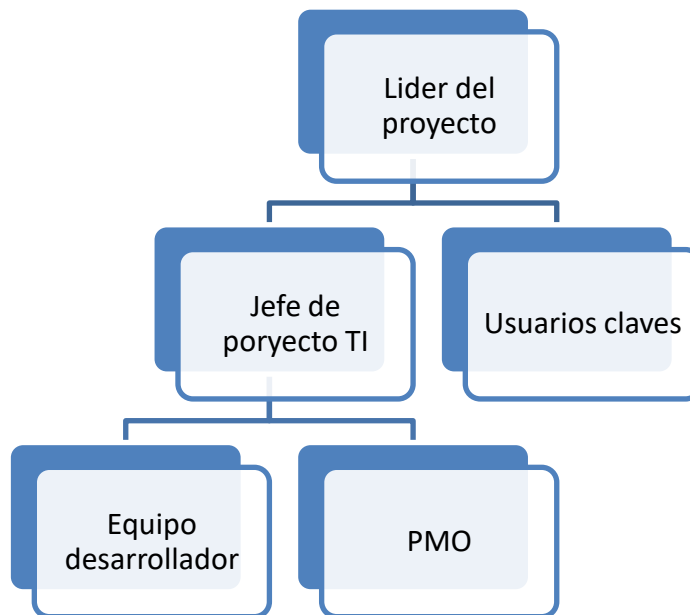 Lider del
proyecto
Jefe de
poryecto TI
Usuarios claves
Equipo
desarrollador
PMO